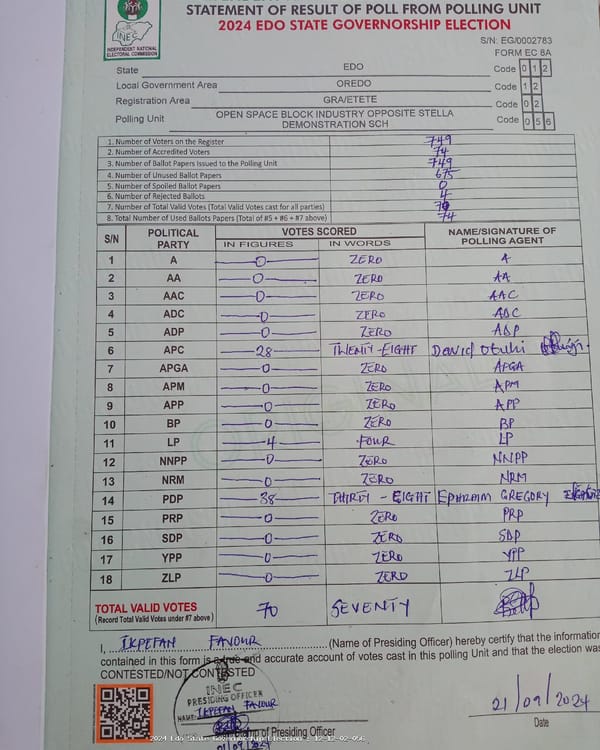 INEC
INDEPENDENT NATIONAL
ELECTORAL COMMISSION
STATEMENT OF RESULT OF POLL FROM POLLING UNIT
2024 EDO STATE GOVERNORSHIP ELECTION
S/N: EG/0002783
FORM EC 8A
State EDO Code 0 1 2
Local Government Area OREDO Code 1 2
Registration Area GRA/ETETE Code 0 2
Polling Unit OPEN SPACE BLOCK INDUSTRY OPPOSITE STELLA DEMONSTRATION SCH Code 0 5 6
1. Number of Voters on the Register 749
2. Number of Accredited Voters 74
3. Number of Ballot Papers Issued to the Polling Unit 749
4. Number of Unused Ballot Papers 675
5. Number of Spoiled Ballot Papers 0
6. Number of Rejected Ballots 4
7. Number of Total Valid Votes (Total Valid Votes cast for all parties) 70
8. Total Number of Used Ballots Papers (Total of #5 + #6 + #7 above) 74
S/N POLITICAL PARTY VOTES SCORED NAME/SIGNATURE OF POLLING AGENT
IN FIGURES IN WORDS
1 A 0 ZERO A
2 AA 0 ZERO AA
3 AAC 0 ZERO AAC
4 ADC 0 ZERO ADC
5 ADP 0 ZERO ADP
6 APC 28 TWENTY-EIGHT David Otuhi
7 APGA 0 ZERO APGA
8 APM 0 ZERO APM
9 APP 0 ZERO APP
10 BP 0 ZERO BP
11 LP 4 FOUR LP
12 NNPP 0 ZERO NNPP
13 NRM 0 ZERO NRM
14 PDP 38 THIRTY-EIGHT EPHRAIM GREGORY
15 PRP 0 ZERO PRP
16 SDP 0 ZERO SDP
17 YPP 0 ZERO YPP
18 ZLP 0 ZERO ZLP
TOTAL VALID VOTES 70 SEVENTY
(Record Total Valid Votes under #7 above)
I, IKPEFAN FAVOUR (Name of Presiding Officer) hereby certify that the information
contained in this form is a true and accurate account of votes cast in this polling Unit and that the election was
CONTESTED/NOT CONTESTED
INEC
PRESIDING OFFICER
NAME: IKPEFAN FAVOUR
21/09/2024
Date
of Presiding Officer
2024 Edo State Governorship Election - 12-12-02-056
21/09/2024